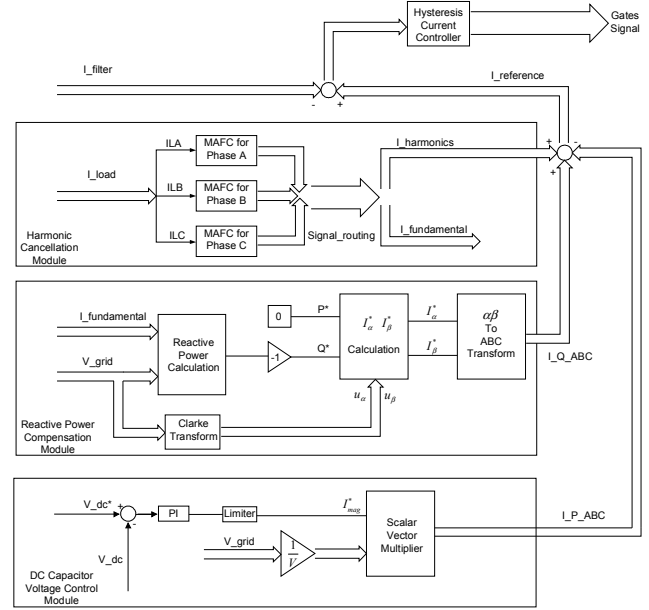 Hysteresis
Current
Controller
Gates
Signal
I_filter
I_reference
-
+
I_load
ILA
ILB
ILC
MAFC for
Phase A
MAFC for
Phase B
MAFC for
Phase C
Signal_routing
I_harmonics
I_fundamental
+
-
+
Harmonic
Cancellation
Module
I_fundamental
V_grid
Reactive
Power
Calculation
-1
0
P*
Q*
I*α I*β
Calculation
I*α
I*β
αβ
To
ABC
Transform
I_Q_ABC
Clarke
Transform
uα uβ
Reactive Power
Compensation
Module
V_dc*
+
-
V_dc
PI
Limiter
I*mag
V_grid
1/V
Scalar
Vector
Multiplier
I_P_ABC
DC Capacitor
Voltage Control
Module